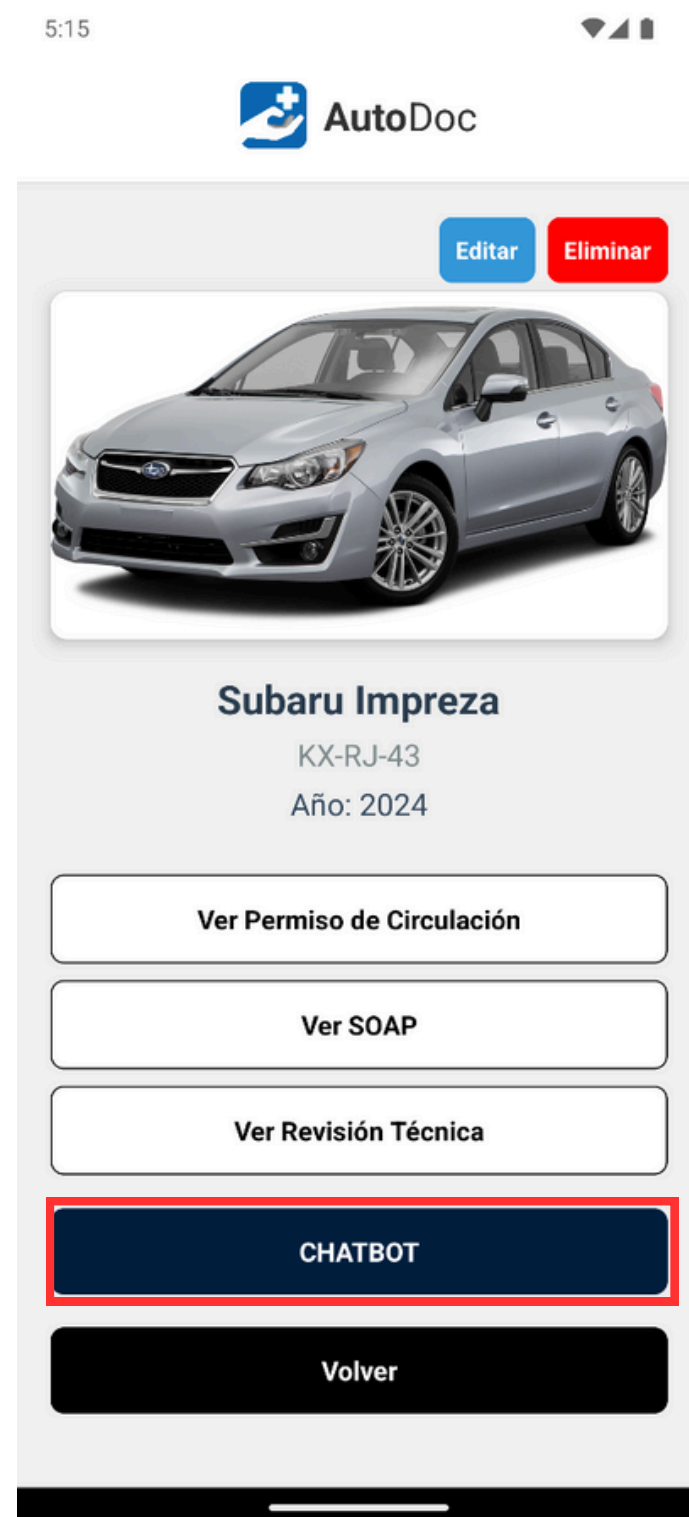 5:15
AutoDoc
Editar Eliminar
Subaru Impreza
KX-RJ-43
Año: 2024
Ver Permiso de Circulación
Ver SOAP
Ver Revisión Técnica
CHATBOT
Volver